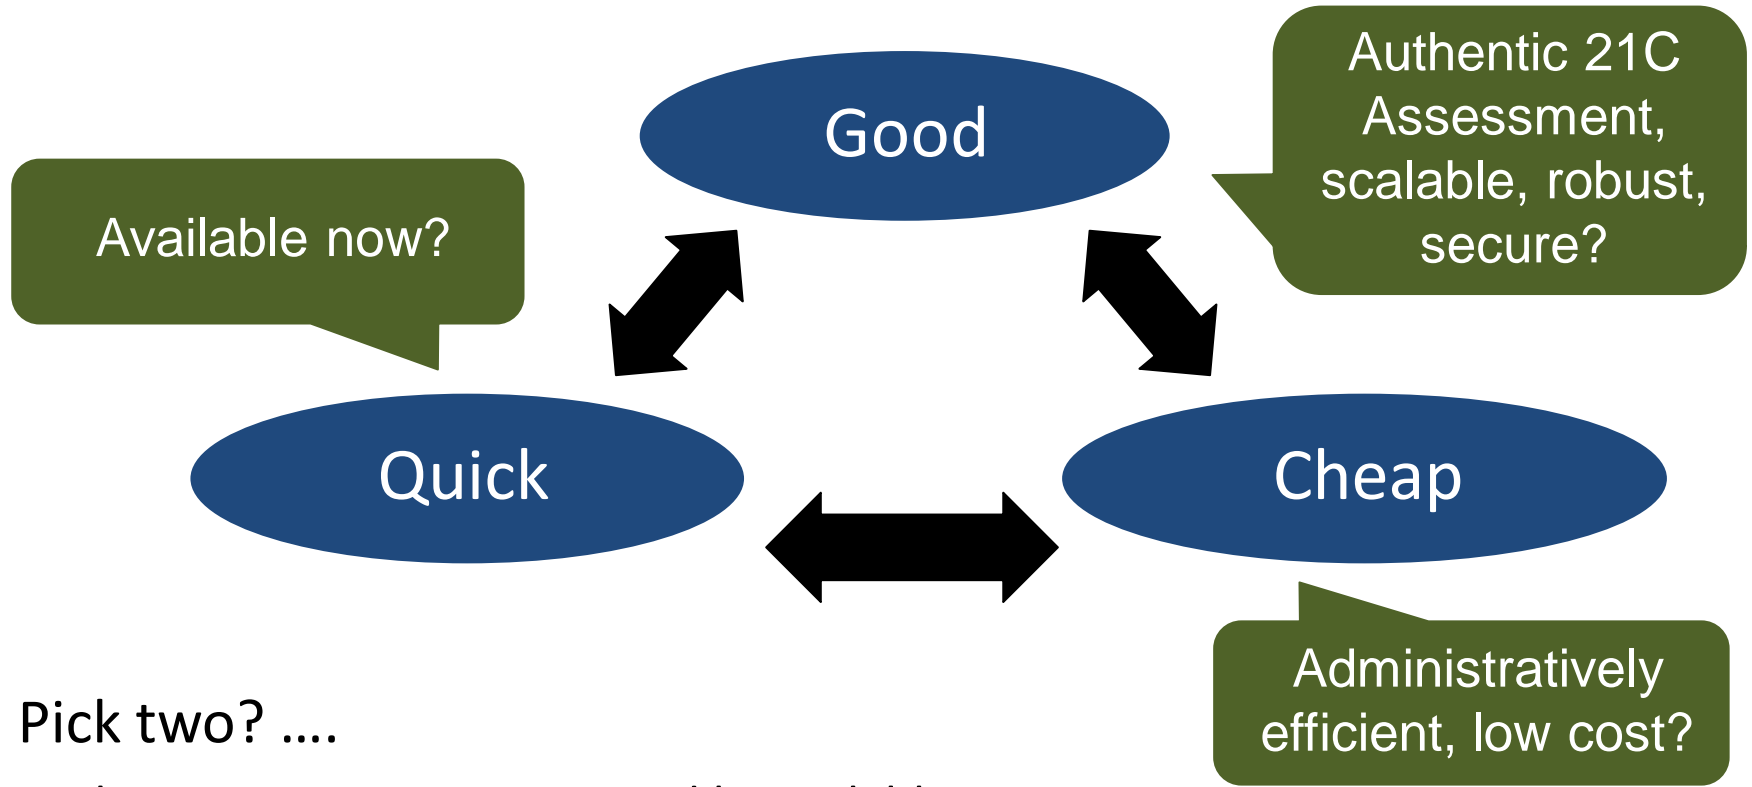 Good
Authentic 21C
Assessment,
scalable, robust,
secure?
Available now?
Quick
Cheap
Administratively
efficient, low cost?
Pick two? ....